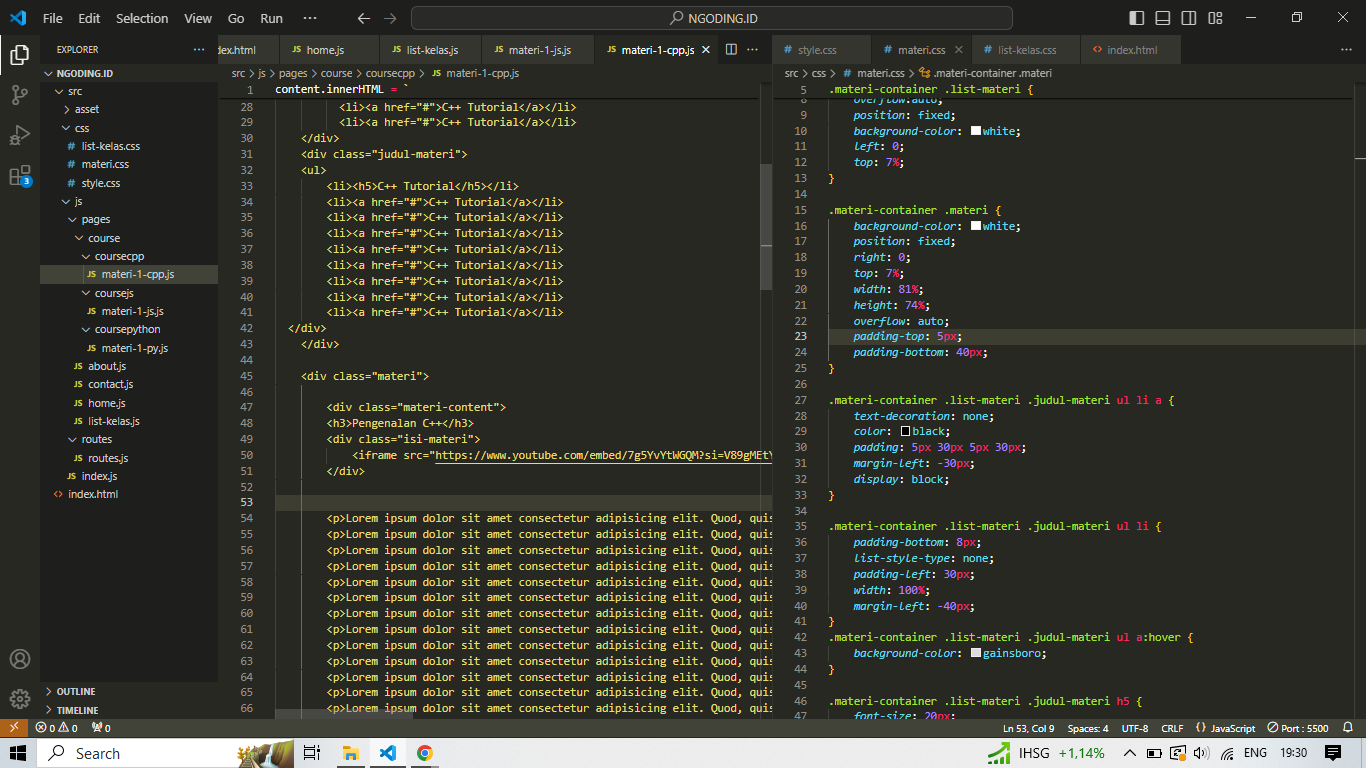 File Edit Selection View Go Run ··· NGODING.ID
EXPLORER ···
NGODING.ID
src
asset
css
# list-kelas.css
# materi.css
# style.css
js
pages
course
coursecpp
JS materi-1-cpp.js
coursejs
JS materi-1-js.js
coursepython
JS materi-1-py.js
JS about.js
JS contact.js
JS home.js
JS list-kelas.js
routes
JS routes.js
JS index.js
<> index.html
OUTLINE
TIMELINE
3
dex.html JS home.js JS list-kelas.js JS materi-1-js.js JS materi-1-cpp.js ···
src > js > pages > course > coursecpp > JS materi-1-cpp.js
1 content.innerHTML = `
28 <li><a href="#">C++ Tutorial</a></li>
29 <li><a href="#">C++ Tutorial</a></li>
30 </div>
31 <div class="judul-materi">
32 <ul>
33 <li><h5>C++ Tutorial</h5></li>
34 <li><a href="#">C++ Tutorial</a></li>
35 <li><a href="#">C++ Tutorial</a></li>
36 <li><a href="#">C++ Tutorial</a></li>
37 <li><a href="#">C++ Tutorial</a></li>
38 <li><a href="#">C++ Tutorial</a></li>
39 <li><a href="#">C++ Tutorial</a></li>
40 <li><a href="#">C++ Tutorial</a></li>
41 <li><a href="#">C++ Tutorial</a></li>
42 </div>
43 </div>
44
45 <div class="materi">
46
47 <div class="materi-content">
48 <h3>Pengenalan C++</h3>
49 <div class="isi-materi">
50 <iframe src="https://www.youtube.com/embed/7g5YvYtWGQM?si=V89gMEtY
51 </div>
52
53
54 <p>Lorem ipsum dolor sit amet consectetur adipisicing elit. Quod, quis
55 <p>Lorem ipsum dolor sit amet consectetur adipisicing elit. Quod, quis
56 <p>Lorem ipsum dolor sit amet consectetur adipisicing elit. Quod, quis
57 <p>Lorem ipsum dolor sit amet consectetur adipisicing elit. Quod, quis
58 <p>Lorem ipsum dolor sit amet consectetur adipisicing elit. Quod, quis
59 <p>Lorem ipsum dolor sit amet consectetur adipisicing elit. Quod, quis
60 <p>Lorem ipsum dolor sit amet consectetur adipisicing elit. Quod, quis
61 <p>Lorem ipsum dolor sit amet consectetur adipisicing elit. Quod, quis
62 <p>Lorem ipsum dolor sit amet consectetur adipisicing elit. Quod, quis
63 <p>Lorem ipsum dolor sit amet consectetur adipisicing elit. Quod, quis
64 <p>Lorem ipsum dolor sit amet consectetur adipisicing elit. Quod, quis
65 <p>Lorem ipsum dolor sit amet consectetur adipisicing elit. Quod, quis
66 <p>Lorem ipsum dolor sit amet consectetur adipisicing elit. Quod, quis
# style.css # materi.css # list-kelas.css <> index.html ···
src > css > # materi.css > .materi-container .materi
5 .materi-container .list-materi {
8 overflow:auto;
9 position: fixed;
10 background-color: white;
11 left: 0;
12 top: 7%;
13 }
14
15 .materi-container .materi {
16 background-color: white;
17 position: fixed;
18 right: 0;
19 top: 7%;
20 width: 81%;
21 height: 74%;
22 overflow: auto;
23 padding-top: 5px;
24 padding-bottom: 40px;
25 }
26
27 .materi-container .list-materi .judul-materi ul li a {
28 text-decoration: none;
29 color: black;
30 padding: 5px 30px 5px 30px;
31 margin-left: -30px;
32 display: block;
33 }
34
35 .materi-container .list-materi .judul-materi ul li {
36 padding-bottom: 8px;
37 list-style-type: none;
38 padding-left: 30px;
39 width: 100%;
40 margin-left: -40px;
41 }
42 .materi-container .list-materi .judul-materi ul a:hover {
43 background-color: gainsboro;
44 }
45
46 .materi-container .list-materi .judul-materi h5 {
47 font-size: 20px;
0 0 0 Ln 53, Col 9 Spaces: 4 UTF-8 CRLF {} JavaScript Port : 5500
Search IHSG +1,14% ENG 19:30